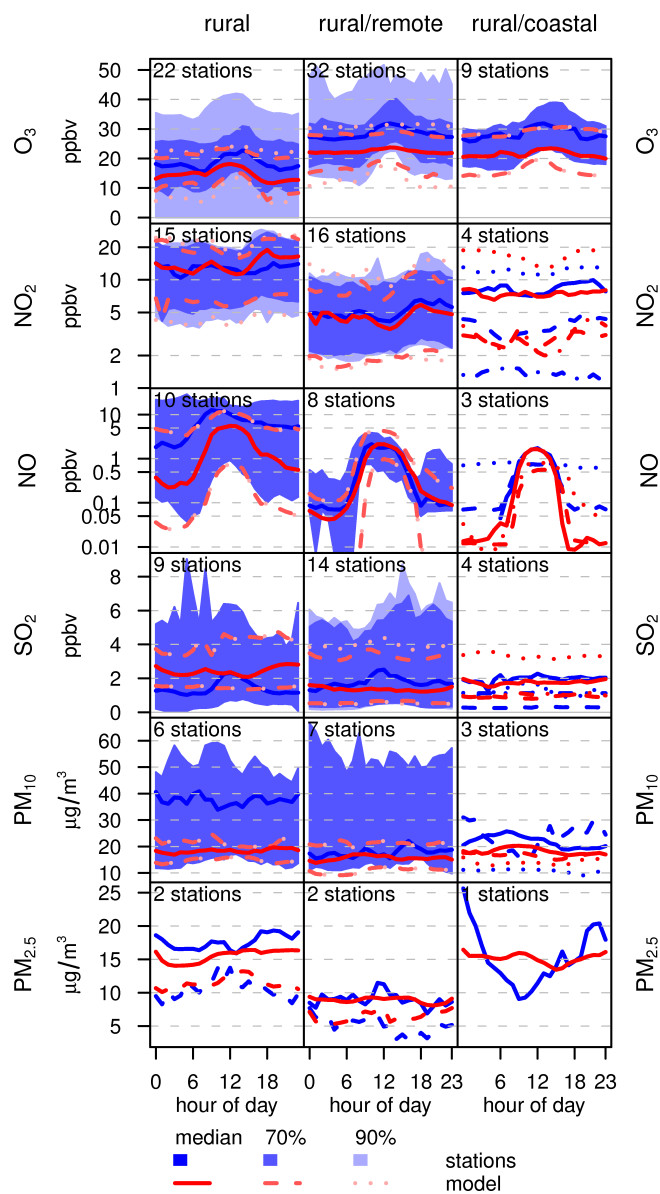 rural rural/remote rural/coastal
O3 ppbv 50 40 30 20 10 0 22 stations 32 stations 9 stations O3
NO2 ppbv 20 10 5 2 1 15 stations 16 stations 4 stations NO2
NO ppbv 10 5 1 0.5 0.1 0.05 0.01 10 stations 8 stations 3 stations NO
SO2 ppbv 8 6 4 2 0 9 stations 14 stations 4 stations SO2
PM10 µg/m3 60 50 40 30 20 10 6 stations 7 stations 3 stations PM10
PM2.5 µg/m3 25 20 15 10 5 2 stations 2 stations 1 stations PM2.5
0 6 12 18 0 6 12 18 23 0 6 12 18 23
hour of day hour of day hour of day
median 70% 90%
stations
model